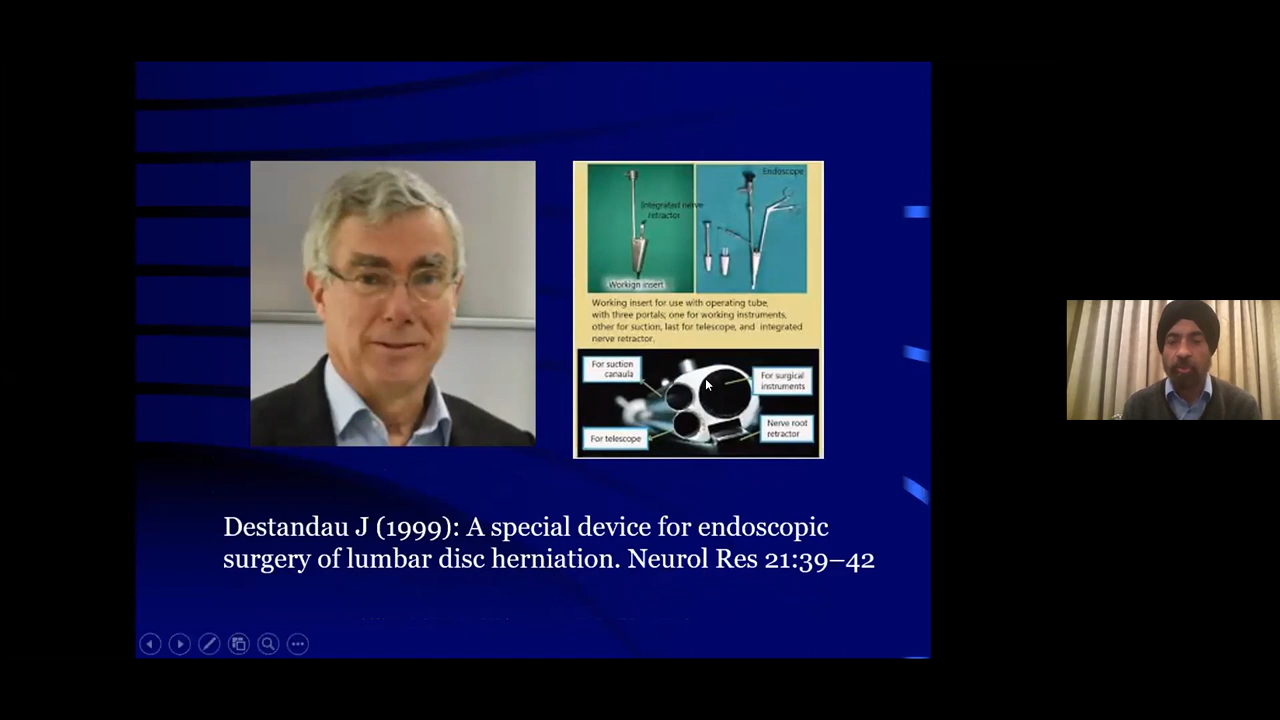 Endoscope
Integrated nerve
retractor
Workign insert
Working insert for use with operating tube,
with three portals; one for working instruments,
other for suction, last for telescope, and integrated
nerve retractor.
For suction
canaula
For surgical
instruments
For telescope
Nerve root
retractor
Destandau J (1999): A special device for endoscopic
surgery of lumbar disc herniation. Neurol Res 21:39–42